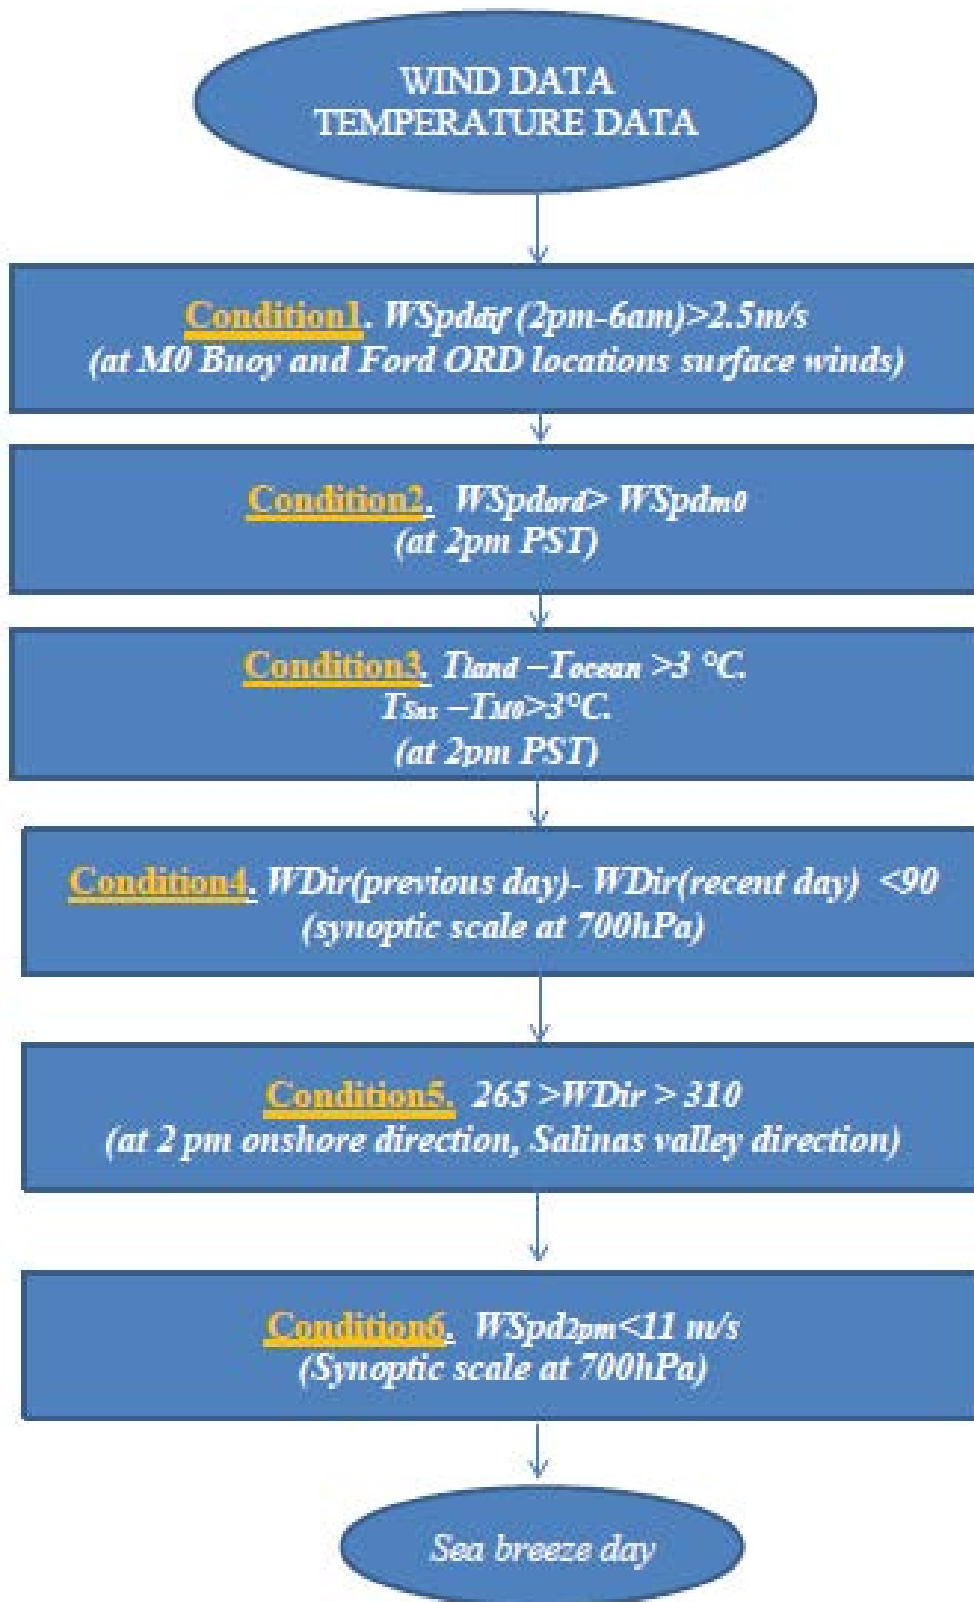 WIND DATA
TEMPERATURE DATA
Condition1. WSpddif (2pm-6am)>2.5m/s
(at M0 Buoy and Ford ORD locations surface winds)
Condition2. WSpdord> WSpdm0
(at 2pm PST)
Condition3. Tland –Tocean >3 °C.
TSns –TM0>3°C.
(at 2pm PST)
Condition4. WDir(previous day)- WDir(recent day) <90
(synoptic scale at 700hPa)
Condition5. 265 >WDir > 310
(at 2 pm onshore direction, Salinas valley direction)
Condition6. WSpd2pm<11 m/s
(Synoptic scale at 700hPa)
Sea breeze day